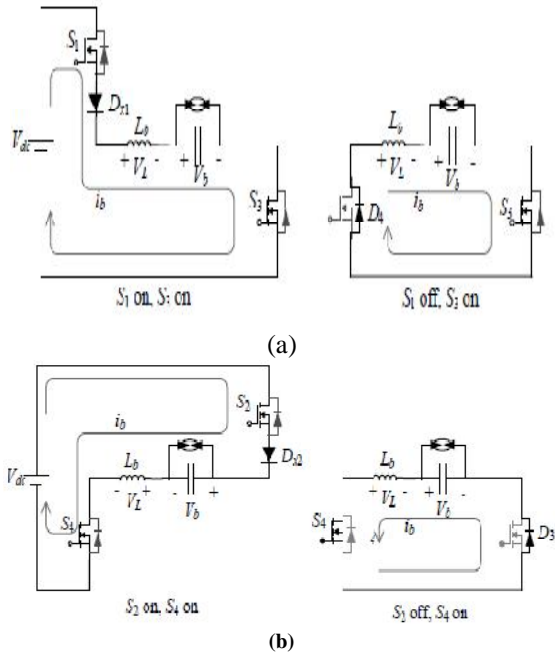 S1
Dx1
Lb
+ VL - + Vb -
Vdc
ib
S3
S1 on, S3 on
Lb
+ VL - + Vb -
D4
ib
S3
S1 off, S3 on
(a)
S2
ib
Dx2
Lb
- VL + - Vb +
Vdc
S4
S2 on, S4 on
Lb
- VL + - Vb +
S4
ib
D3
off, S4 on
(b)